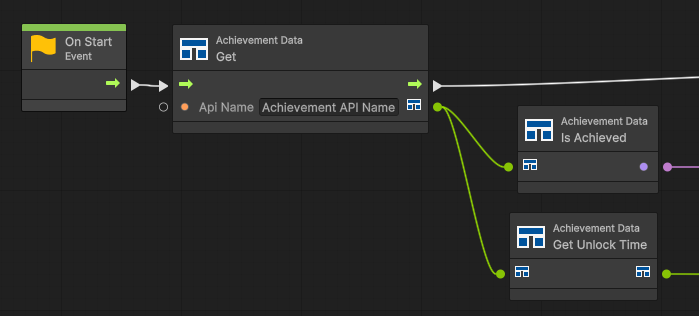 On Start
Event
Achievement Data
Get
Api Name Achievement API Name
Achievement Data
Is Achieved
Achievement Data
Get Unlock Time